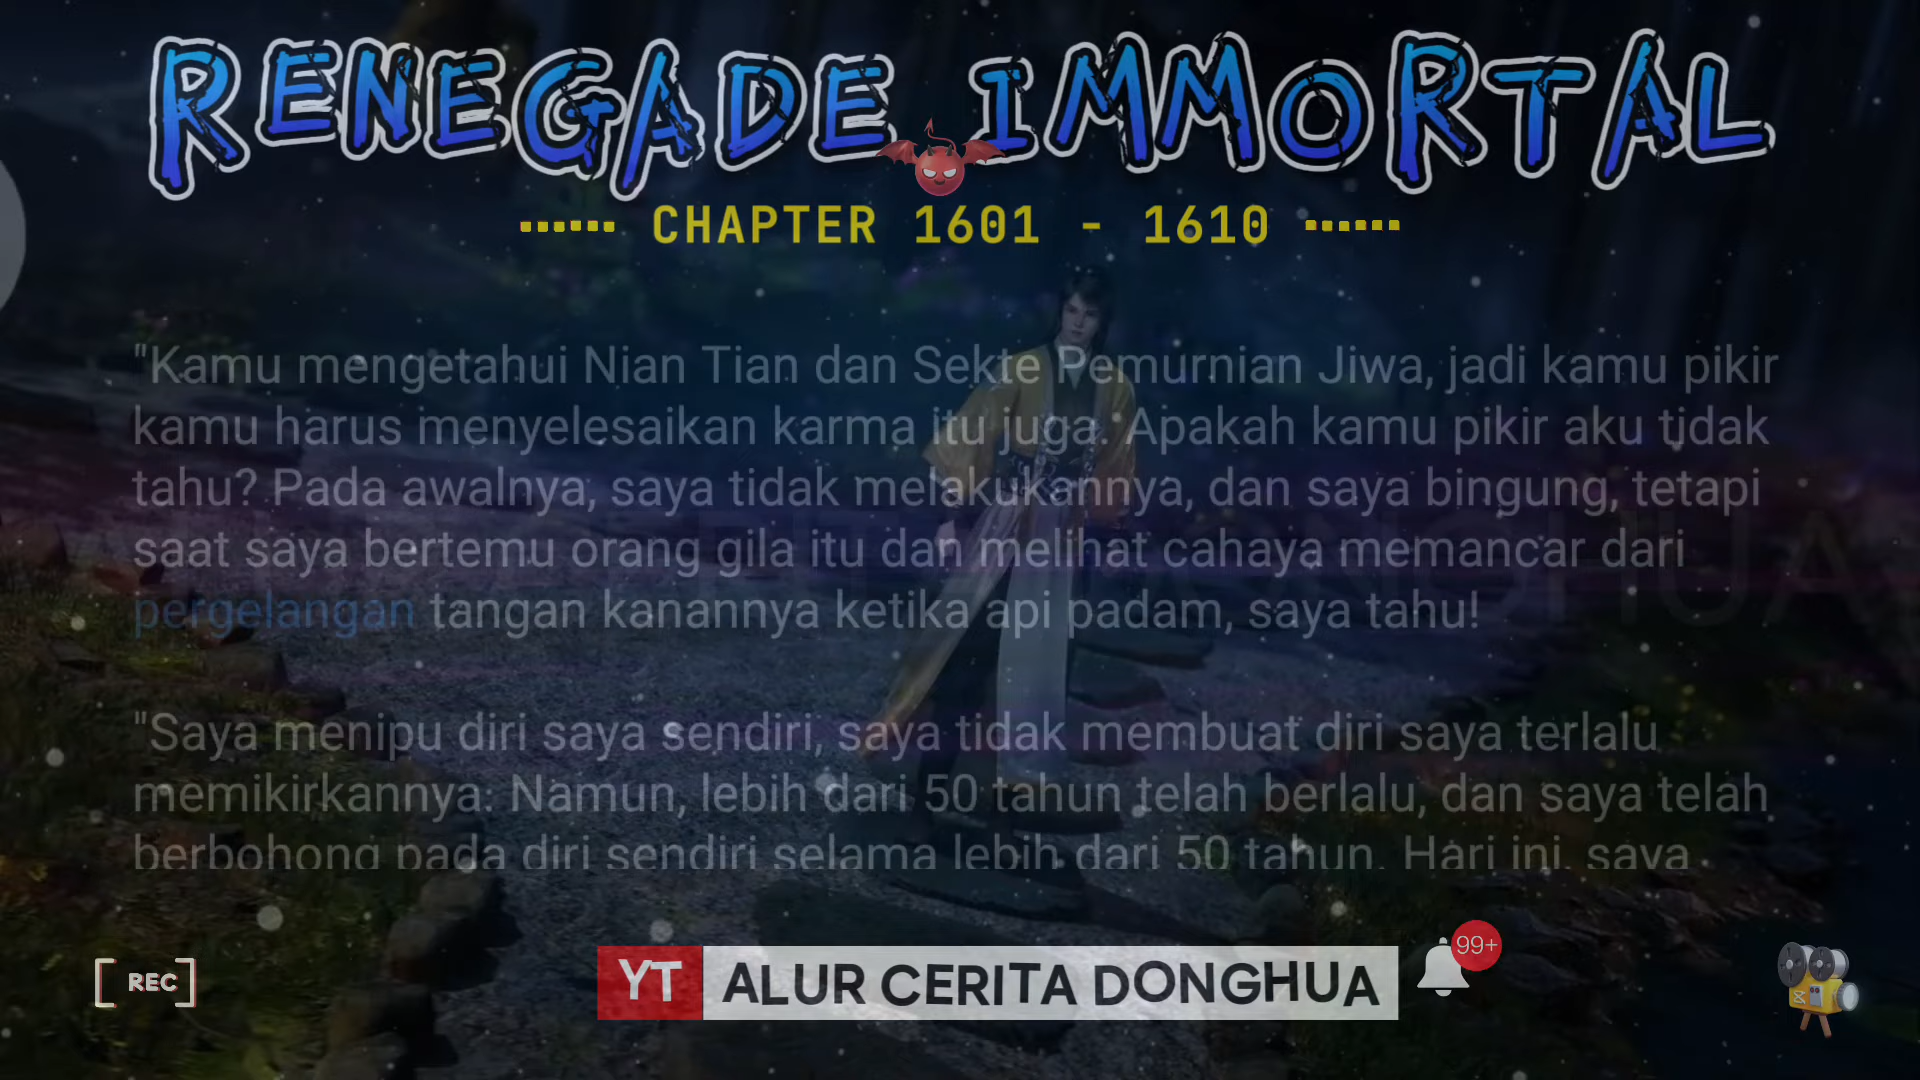 RENEGADE IMMORTAL
CHAPTER 1601 - 1610
"Kamu mengetahui Nian Tian dan Sekte Pemurnian Jiwa, jadi kamu pikir
kamu harus menyelesaikan karma itu juga. Apakah kamu pikir aku tidak
tahu? Pada awalnya, saya tidak melakukannya, dan saya bingung, tetapi
saat saya bertemu orang gila itu dan melihat cahaya memancar dari
pergelangan tangan kanannya ketika api padam, saya tahu!
"Saya menipu diri saya sendiri, saya tidak membuat diri saya terlalu
memikirkannya. Namun, lebih dari 50 tahun telah berlalu, dan saya telah
berbohong pada diri sendiri selama lebih dari 50 tahun. Hari ini, saya
[ REC ]
YT ALUR CERITA DONGHUA
99+